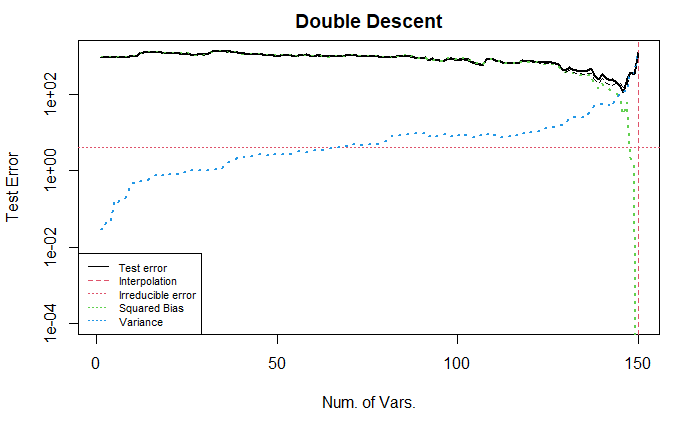 Double Descent
Test Error
1e+02
1e+00
1e-02
1e-04
Test error
Interpolation
Irreducible error
Squared Bias
Variance
0 50 100 150
Num. of Vars.